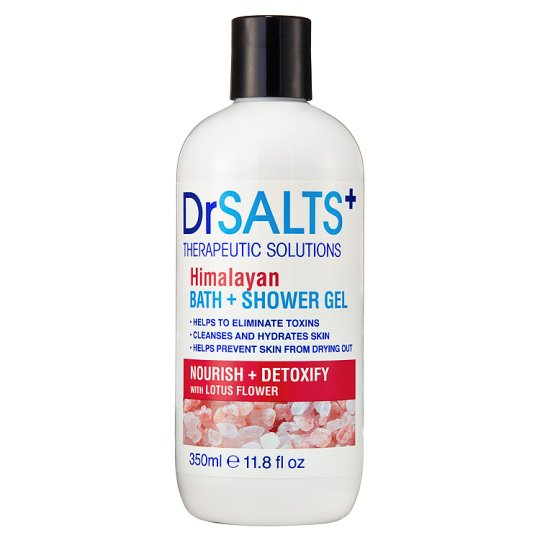 DrSALTS+
THERAPEUTIC SOLUTIONS
Himalayan
BATH + SHOWER GEL
• HELPS TO ELIMINATE TOXINS
• CLEANSES AND HYDRATES SKIN
• HELPS PREVENT SKIN FROM DRYING OUT
NOURISH + DETOXIFY
WITH LOTUS FLOWER
350ml ℮ 11.8 fl oz